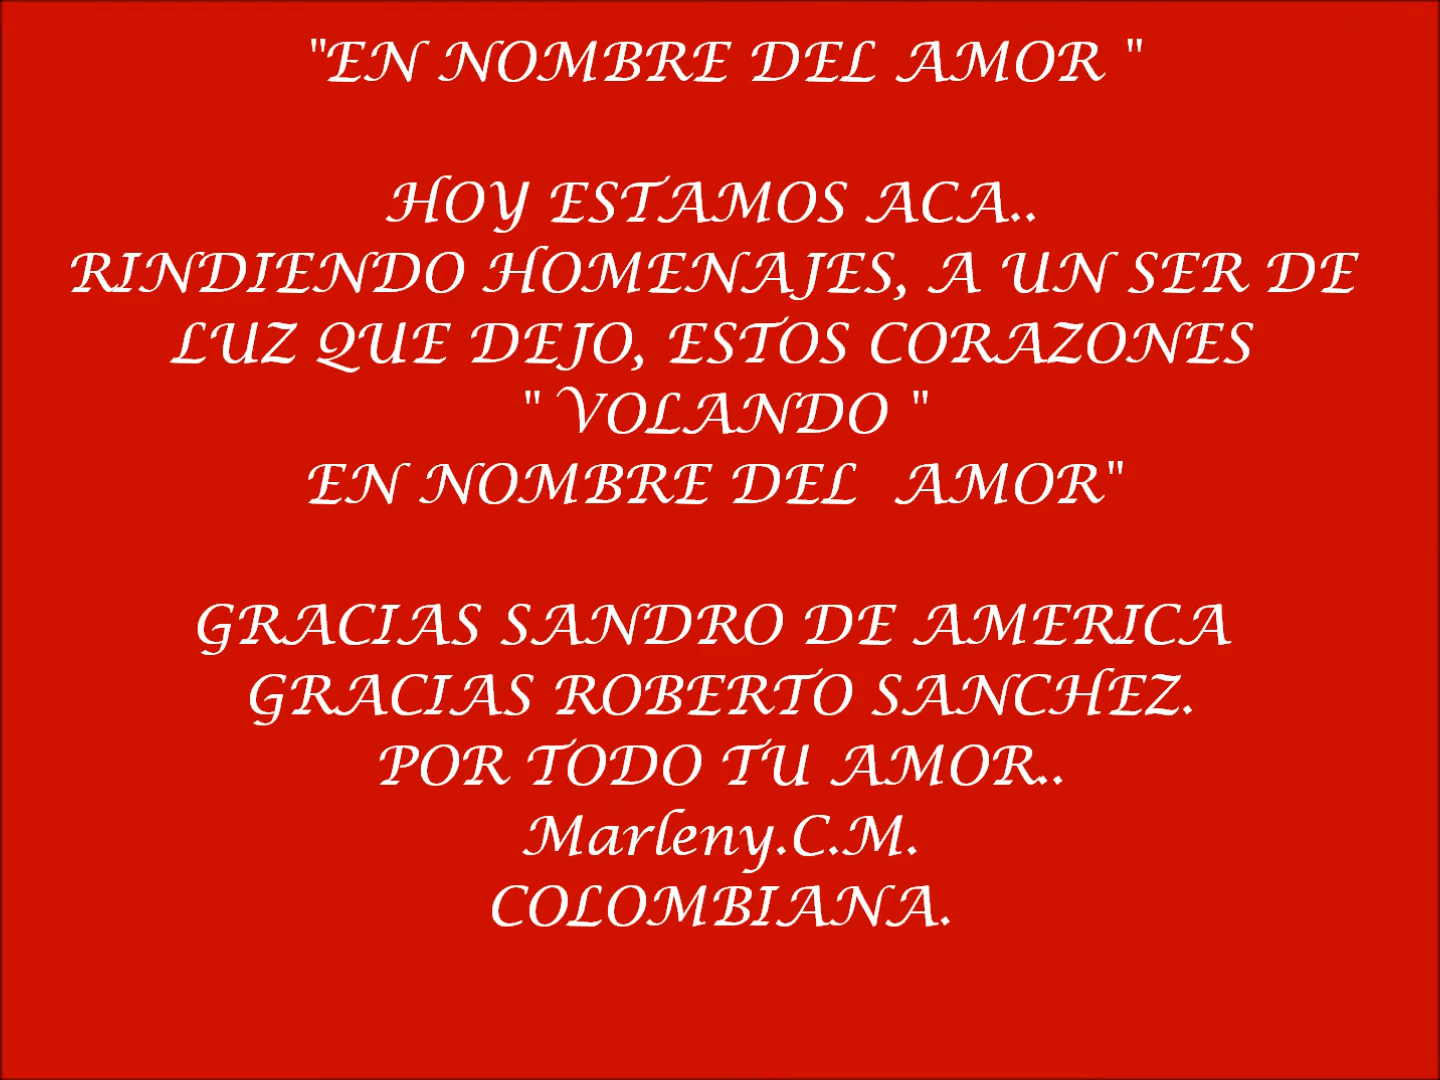 "EN NOMBRE DEL AMOR "
HOY ESTAMOS ACA..
RINDIENDO HOMENAJES, A UN SER DE
LUZ QUE DEJO, ESTOS CORAZONES
" VOLANDO "
EN NOMBRE DEL AMOR"
GRACIAS SANDRO DE AMERICA
GRACIAS ROBERTO SANCHEZ.
POR TODO TU AMOR..
Marleny.C.M.
COLOMBIANA.